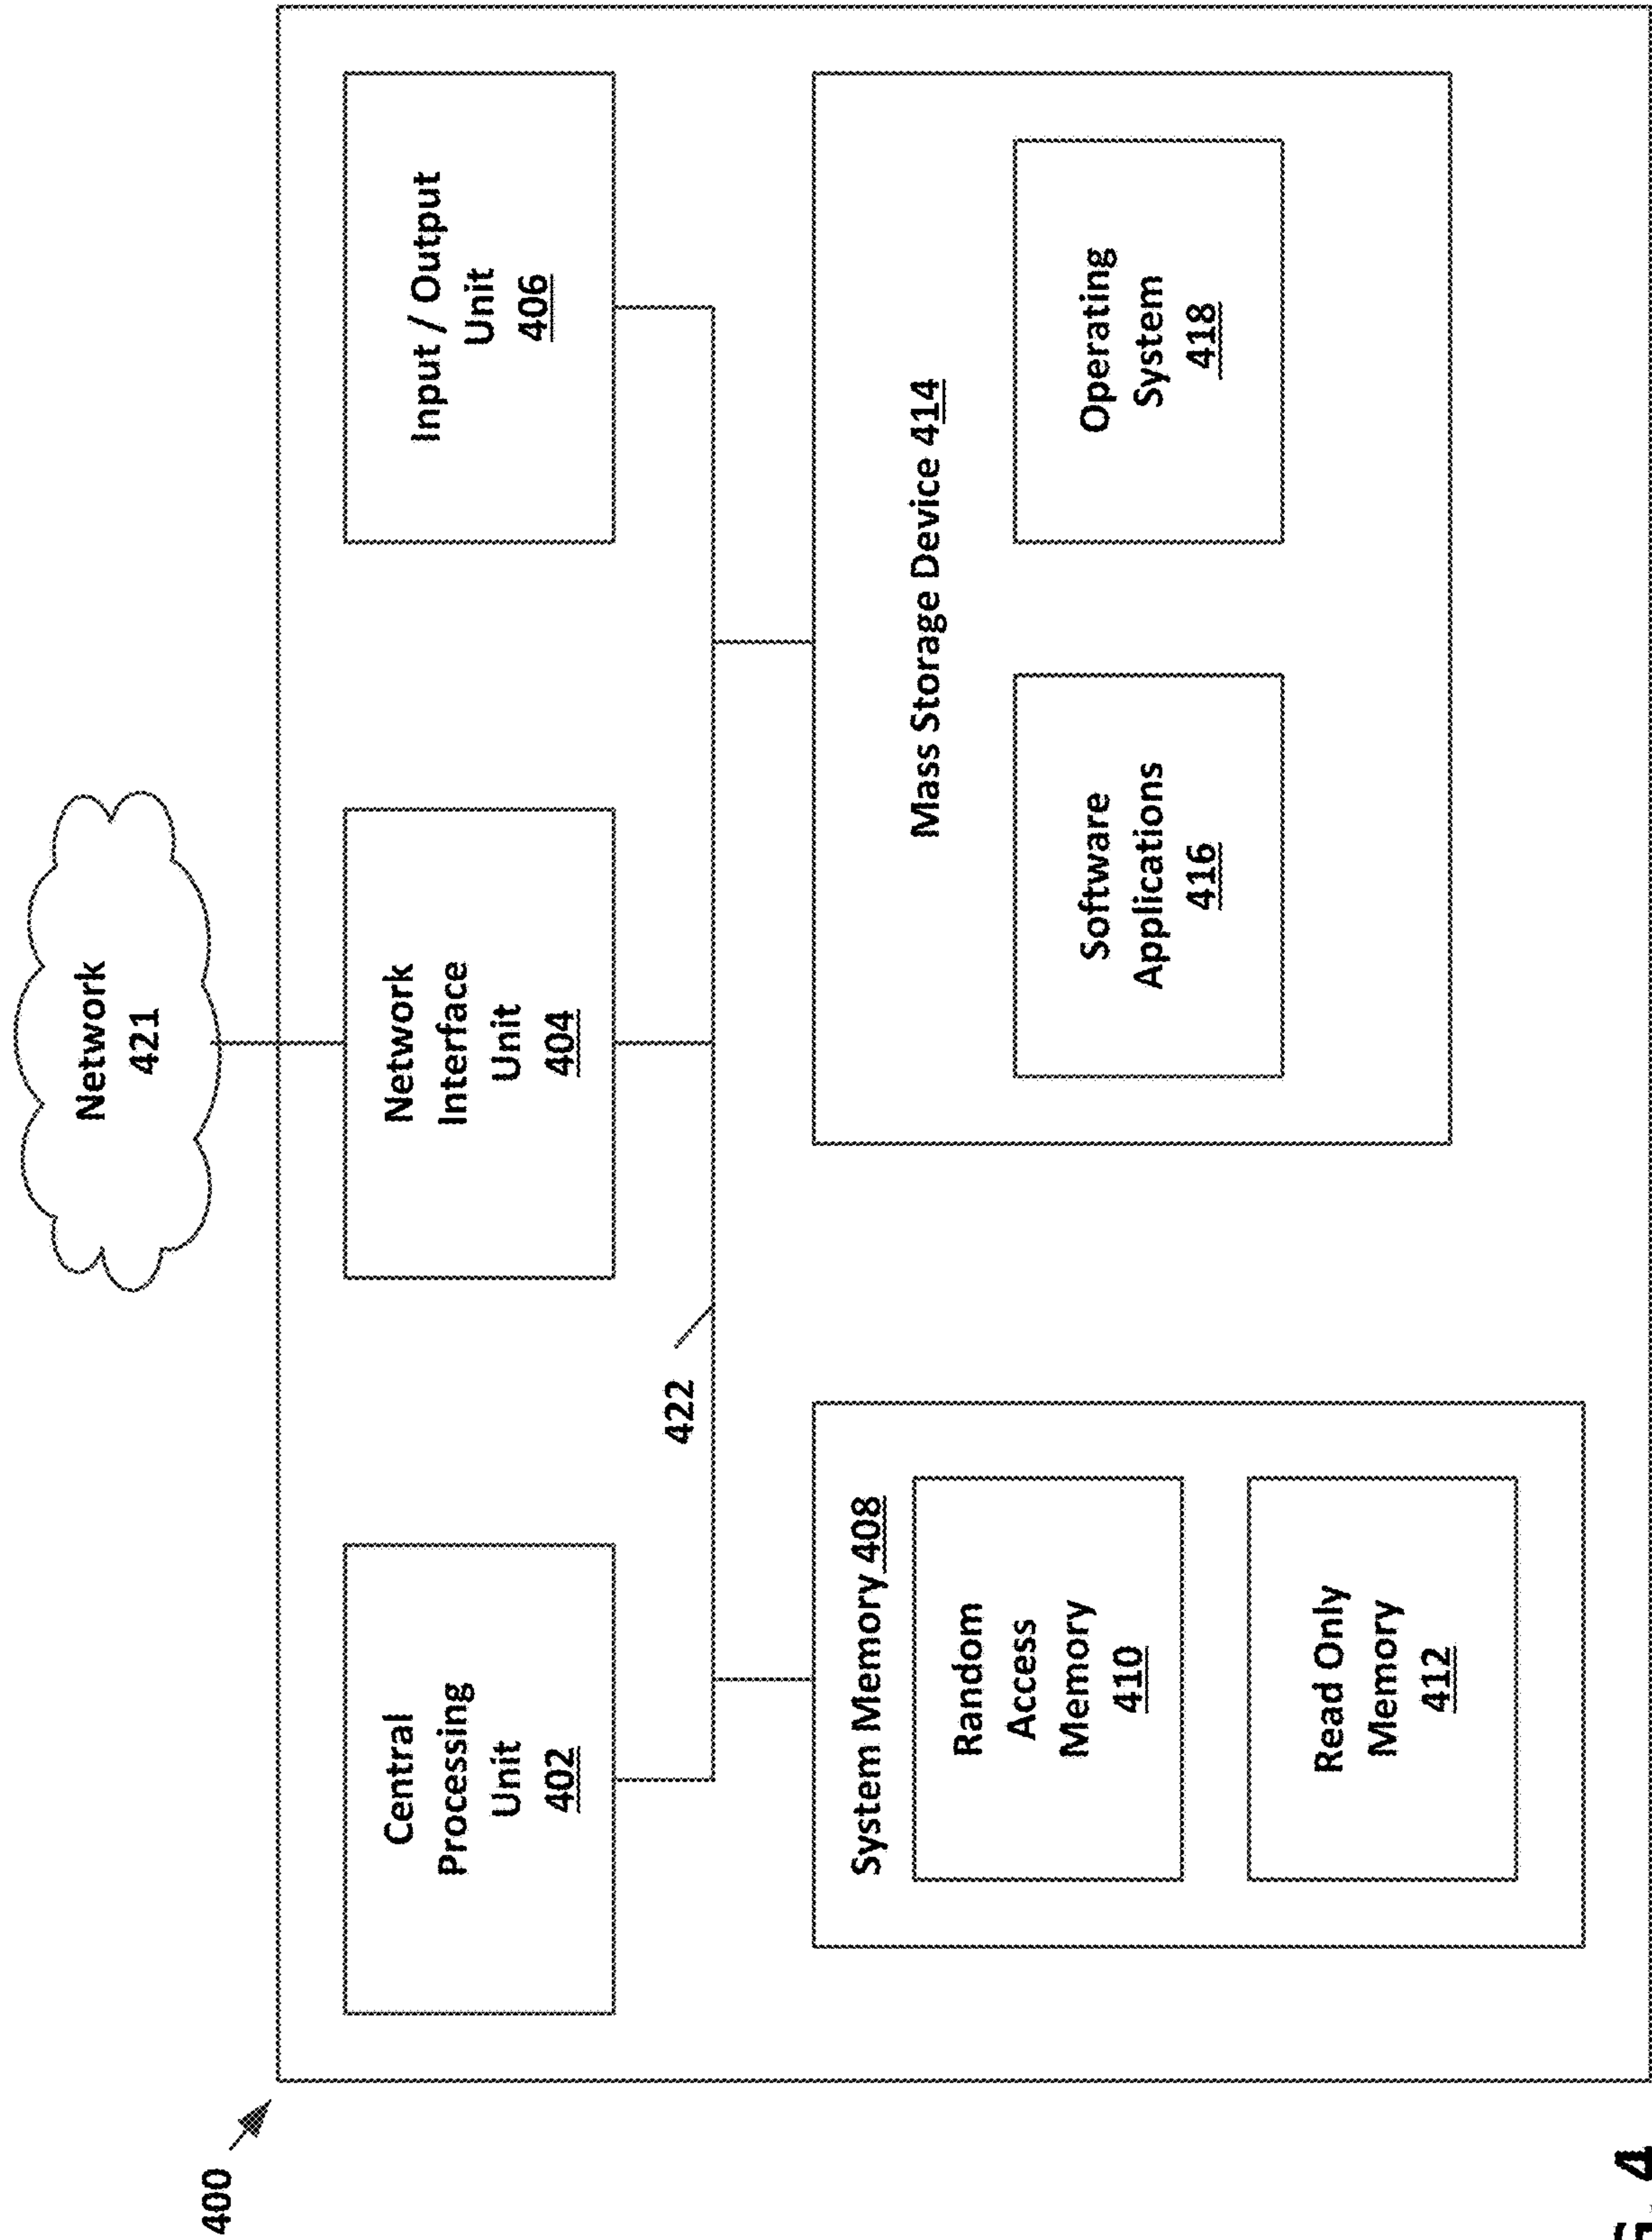 400
Network
421
Central
Processing
Unit
402
Network
Interface
Unit
404
Input / Output
Unit
406
422
System Memory 408
Random
Access
Memory
410
Read Only
Memory
412
Mass Storage Device 414
Software
Applications
416
Operating
System
418
4